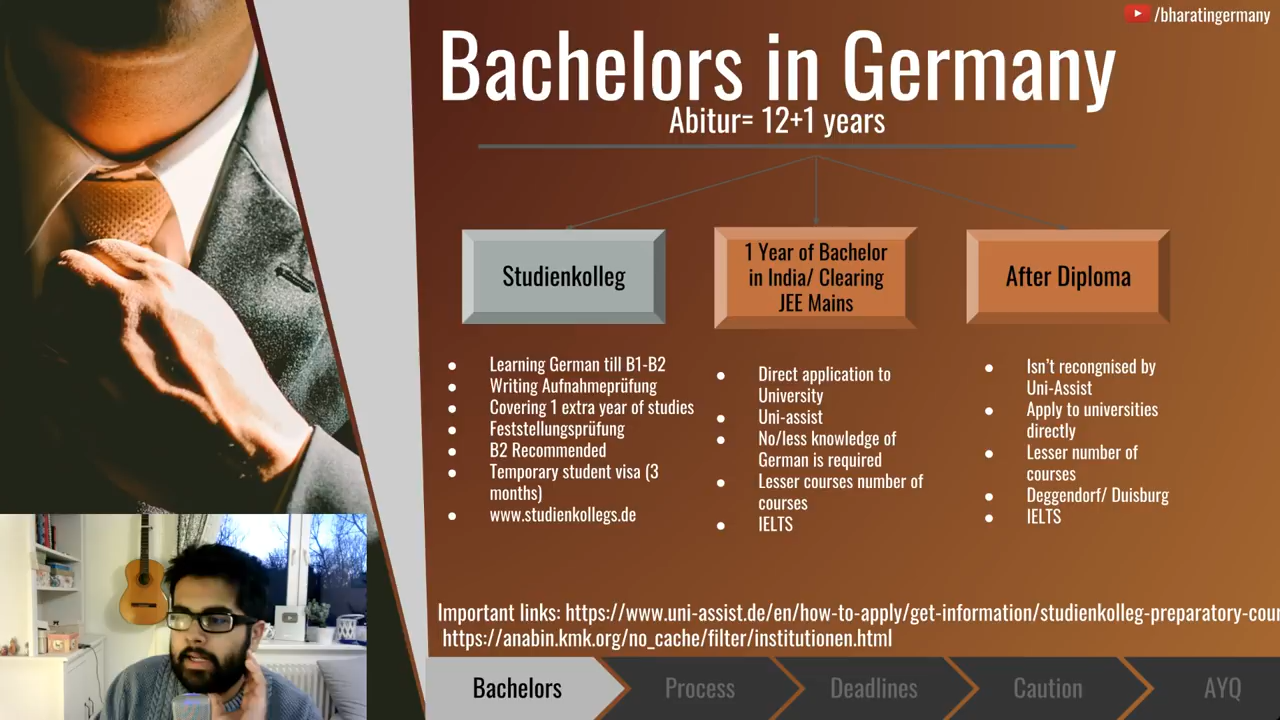 /bharatingermany
Bachelors in Germany
Abitur= 12+1 years
Studienkolleg
1 Year of Bachelor
in India/ Clearing
JEE Mains
After Diploma
Learning German till B1-B2
Writing Aufnahmeprüfung
Covering 1 extra year of studies
Feststellungsprüfung
B2 Recommended
Temporary student visa (3
months)
www.studienkollegs.de
Direct application to
University
Uni-assist
No/less knowledge of
German is required
Lesser courses number of
courses
IELTS
Isn’t recongnised by
Uni-Assist
Apply to universities
directly
Lesser number of
courses
Deggendorf/ Duisburg
IELTS
Important links: https://www.uni-assist.de/en/how-to-apply/get-information/studienkolleg-preparatory-cour
https://anabin.kmk.org/no_cache/filter/institutionen.html
Bachelors
Process
Deadlines
Caution
AYQ